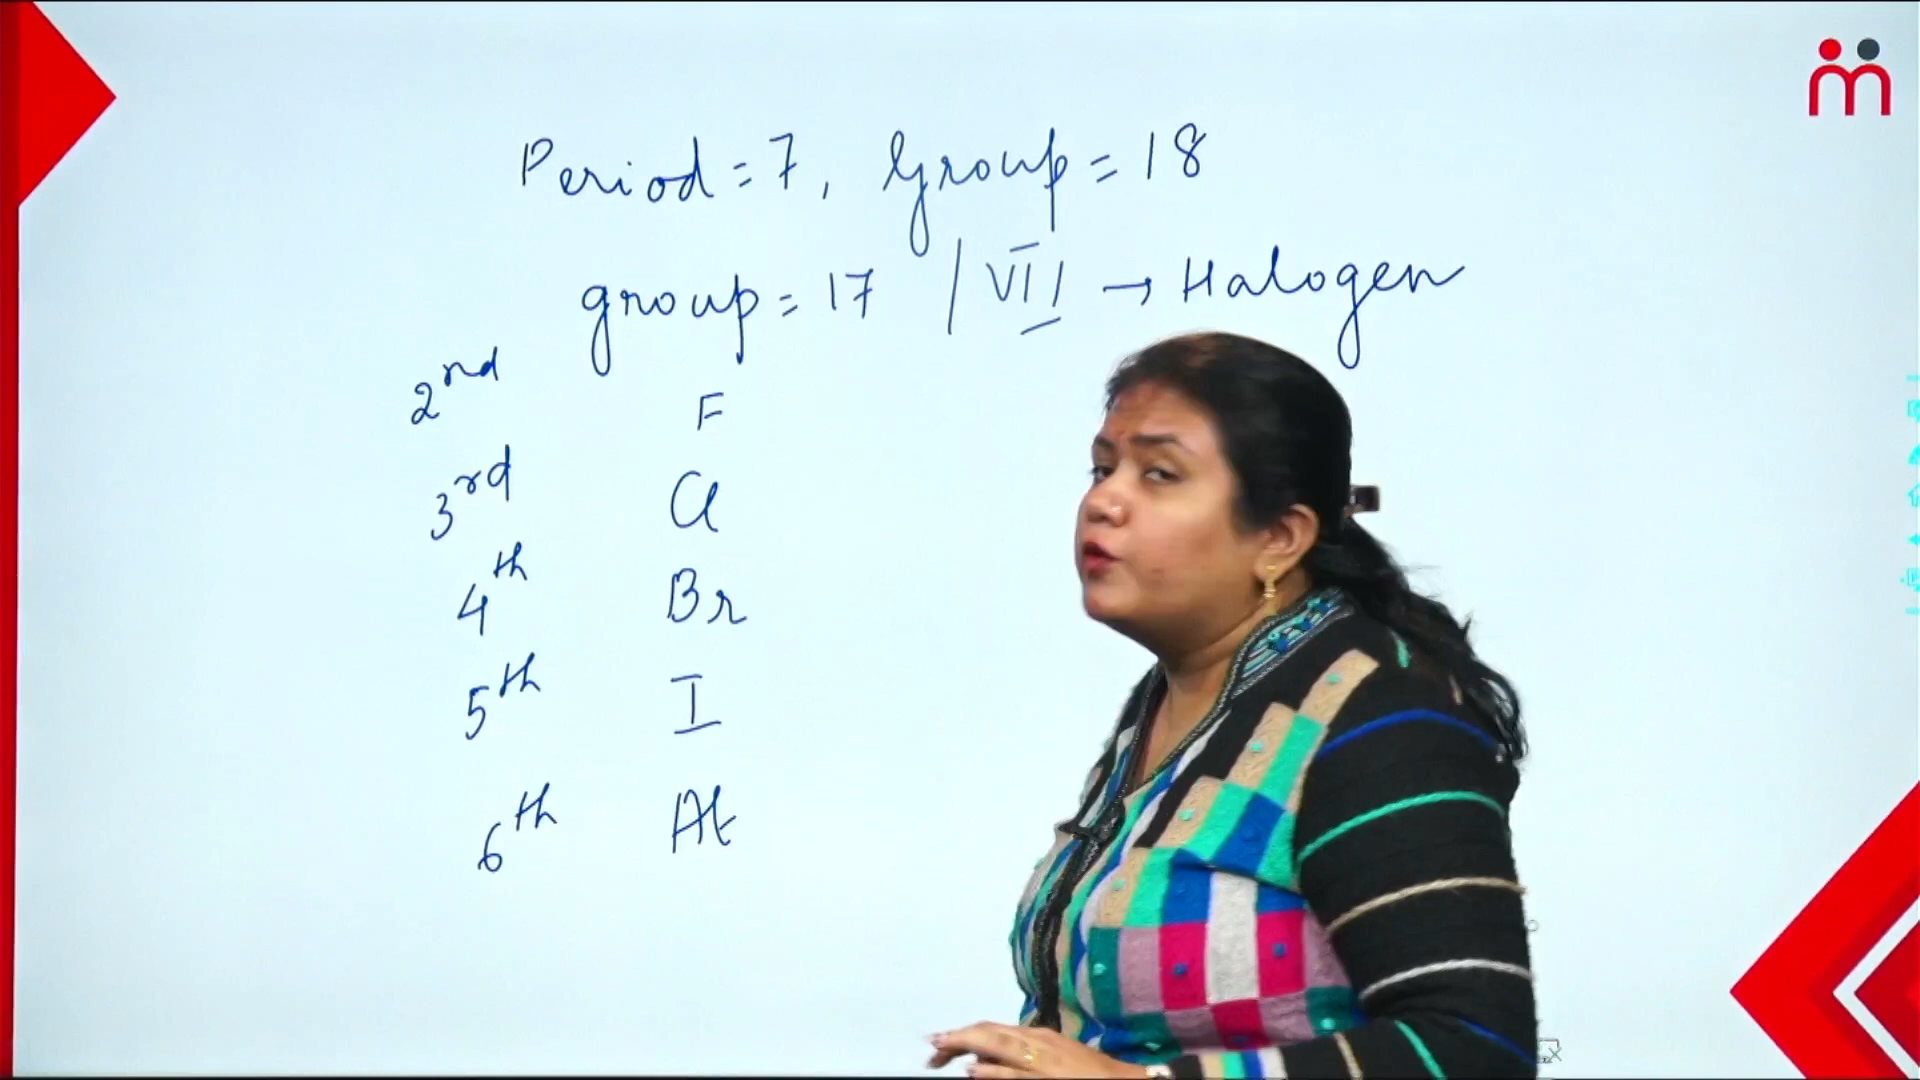 Period = 7, Group = 18
group = 17 / VII → Halogen
2nd F
3rd Cl
4th Br
5th I
6th At